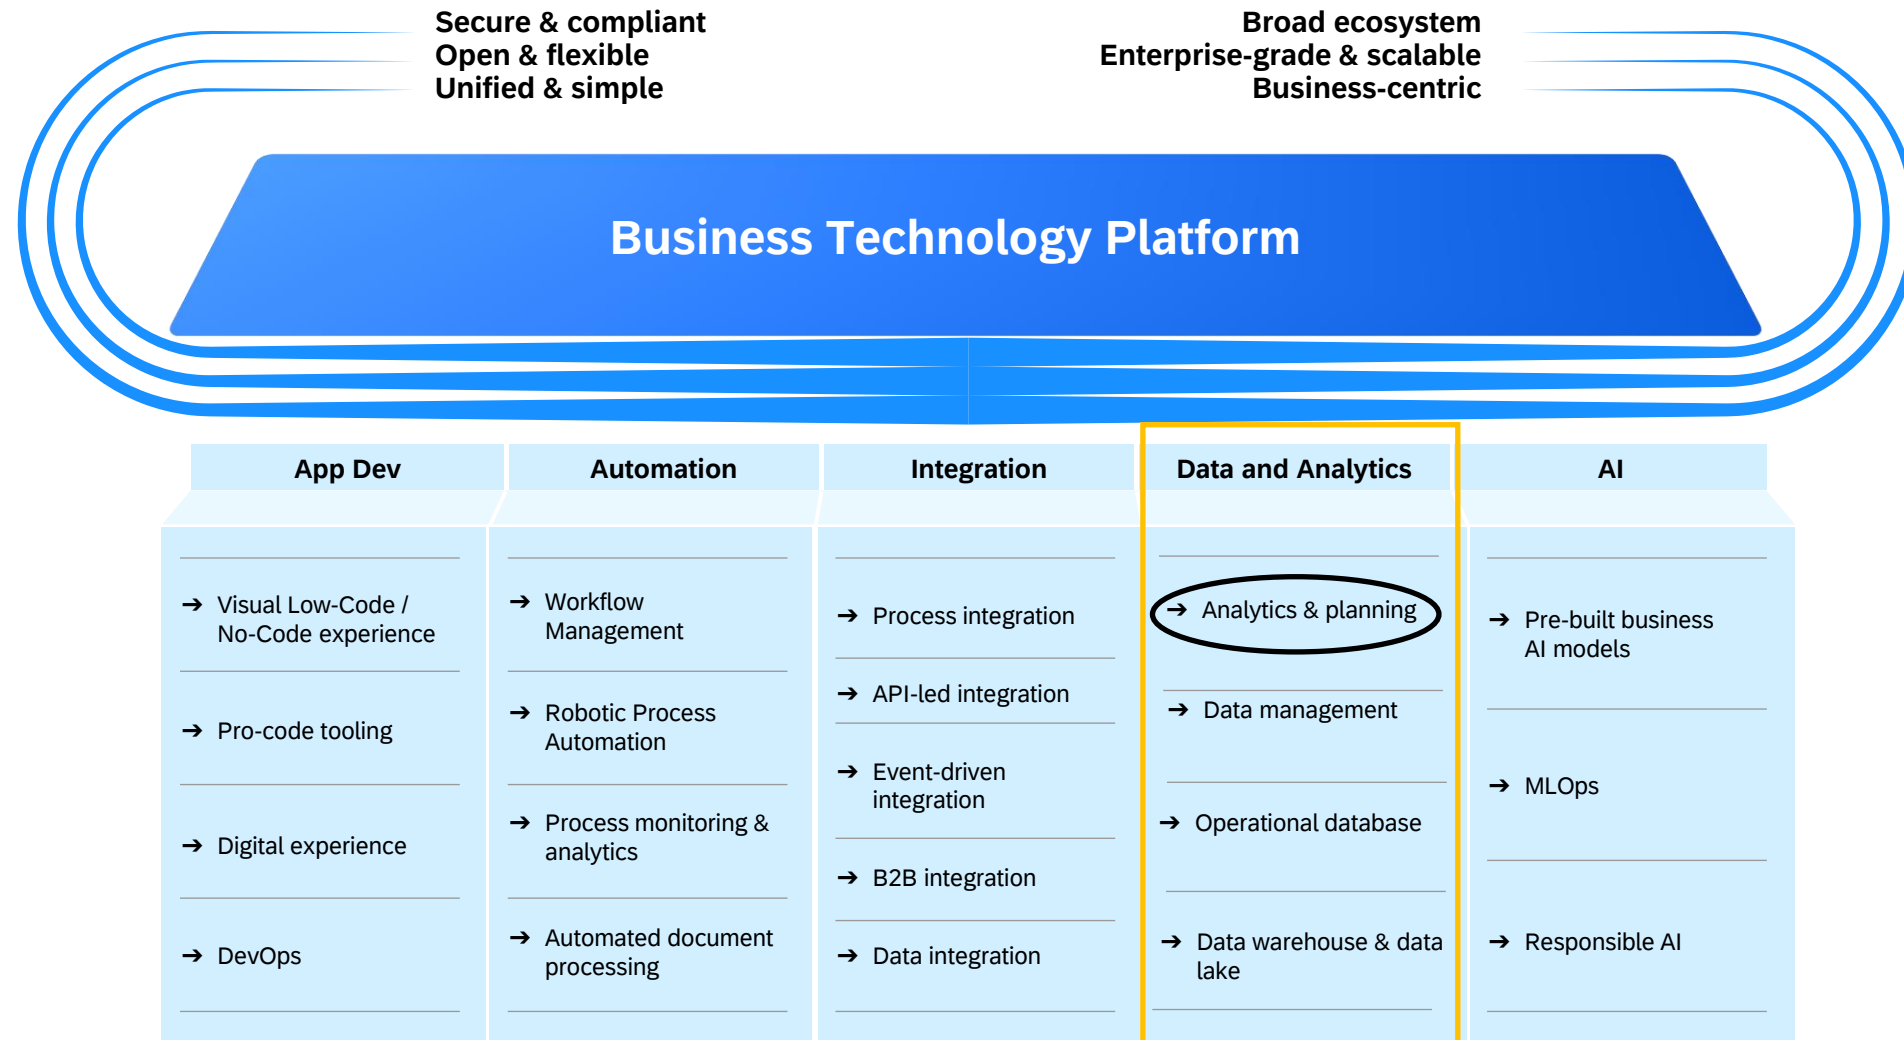 Secure & compliant
Open & flexible
Unified & simple
Broad ecosystem
Enterprise-grade & scalable
Business-centric
Business Technology Platform
App Dev
➔ Visual Low-Code /
No-Code experience
➔ Pro-code tooling
➔ Digital experience
➔ DevOps
Automation
➔ Workflow
Management
➔ Robotic Process
Automation
➔ Process monitoring &
analytics
➔ Automated document
processing
Integration
➔ Process integration
➔ API-led integration
➔ Event-driven
integration
➔ B2B integration
➔ Data integration
Data and Analytics
➔ Analytics & planning
➔ Data management
➔ Operational database
➔ Data warehouse & data
lake
AI
➔ Pre-built business
AI models
➔ MLOps
➔ Responsible AI